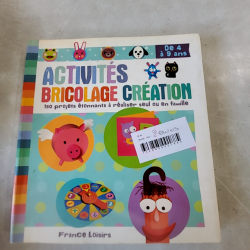 De 4
à 9 ans
ACTIVITÉS
BRICOLAGE CRÉATION
150 projets étonnants à réaliser seul ou en famille
France Loisirs